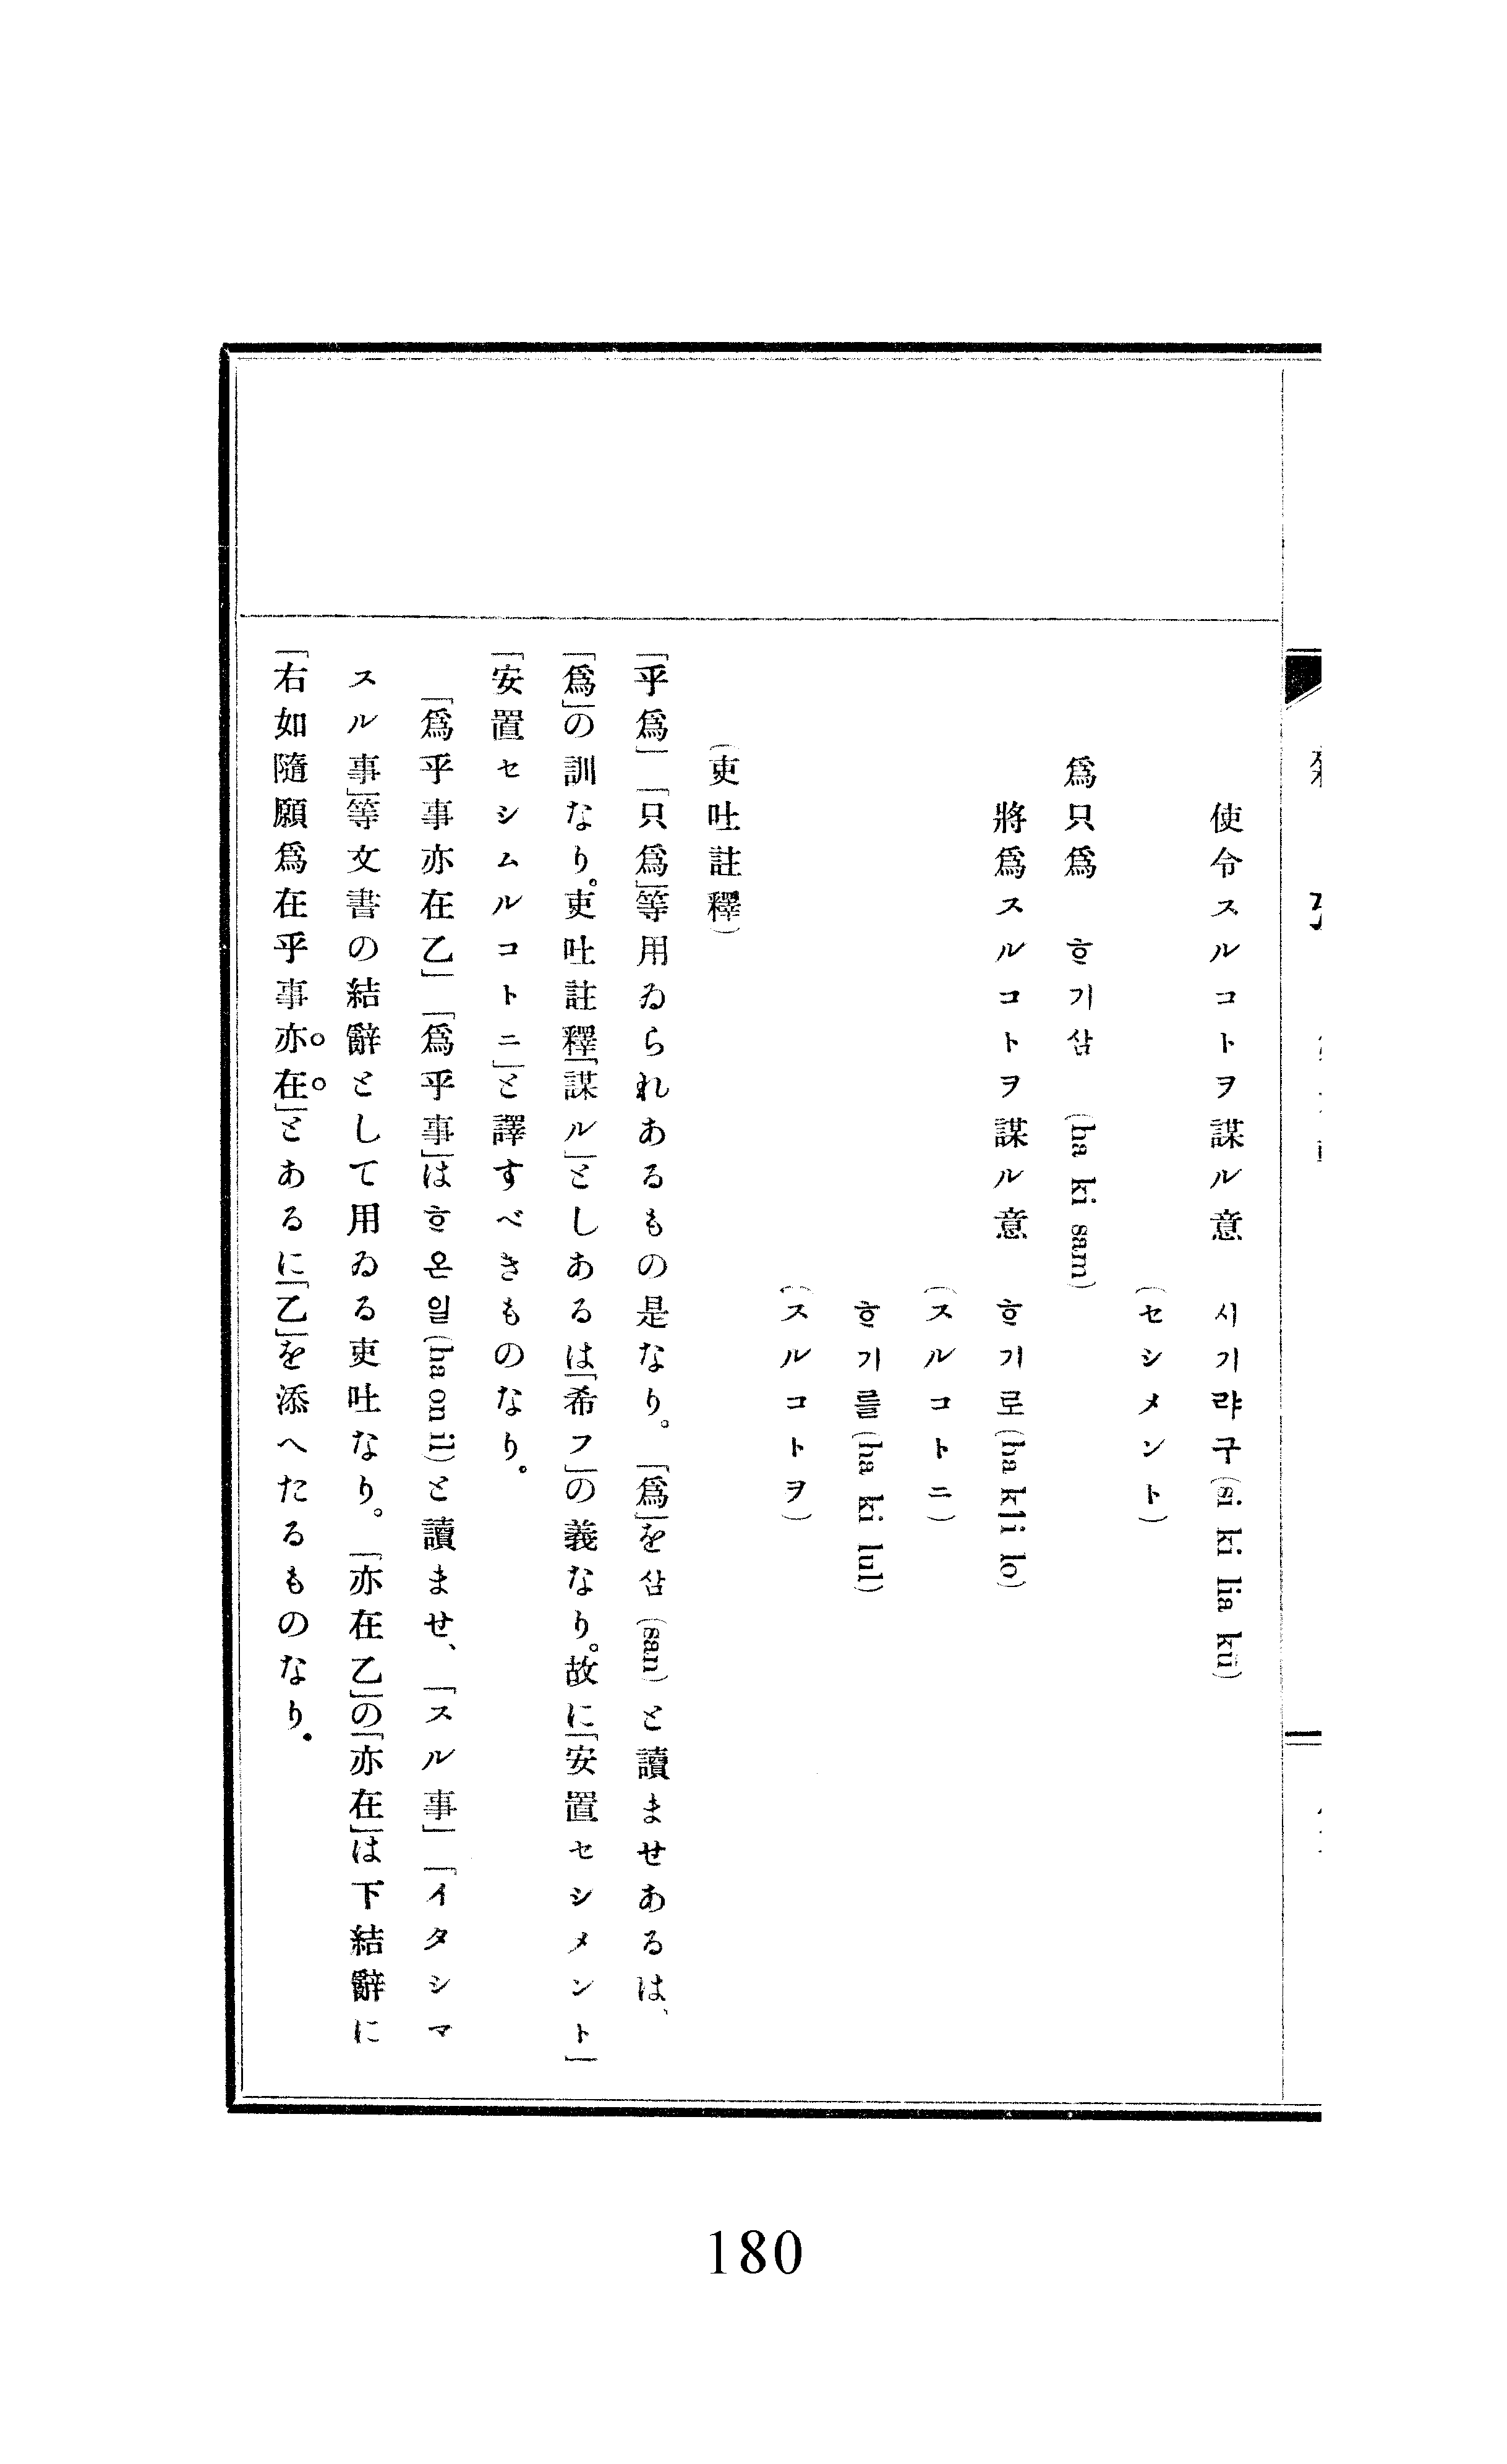 使令スルコトヲ謀ル意　시기랴구(si ki lia ku)
(セシメント)
爲只爲　ᄒᆞ기삼　(ha ki sam)
將爲スルコトヲ謀ル意　ᄒᆞ기로(ha kli lo)
(スルコトニ)
ᄒᆞ기를(ha ki lul)
(スルコトヲ)
(吏吐註釋)
「乎爲」「只爲」等用ゐられあるもの是なり。「爲」を삼(san)と讀ませあるは、
「爲」の訓なり。吏吐註釋「謀ル」としあるは「希フ」の義なり。故に「安置セシメント」
「安置セシムルコトニ」と譯すべきものなり。
「爲乎事亦在乙」「爲乎事」はᄒᆞ온일(ha on il)と讀ませ、「スル事」「イタシマ
スル事」等文書の結辭として用ゐる吏吐なり。「亦在乙」の「亦在」は下結辭に
「右如隨願爲在乎事亦。在。」とあるに「乙」を添へたるものなり.
180